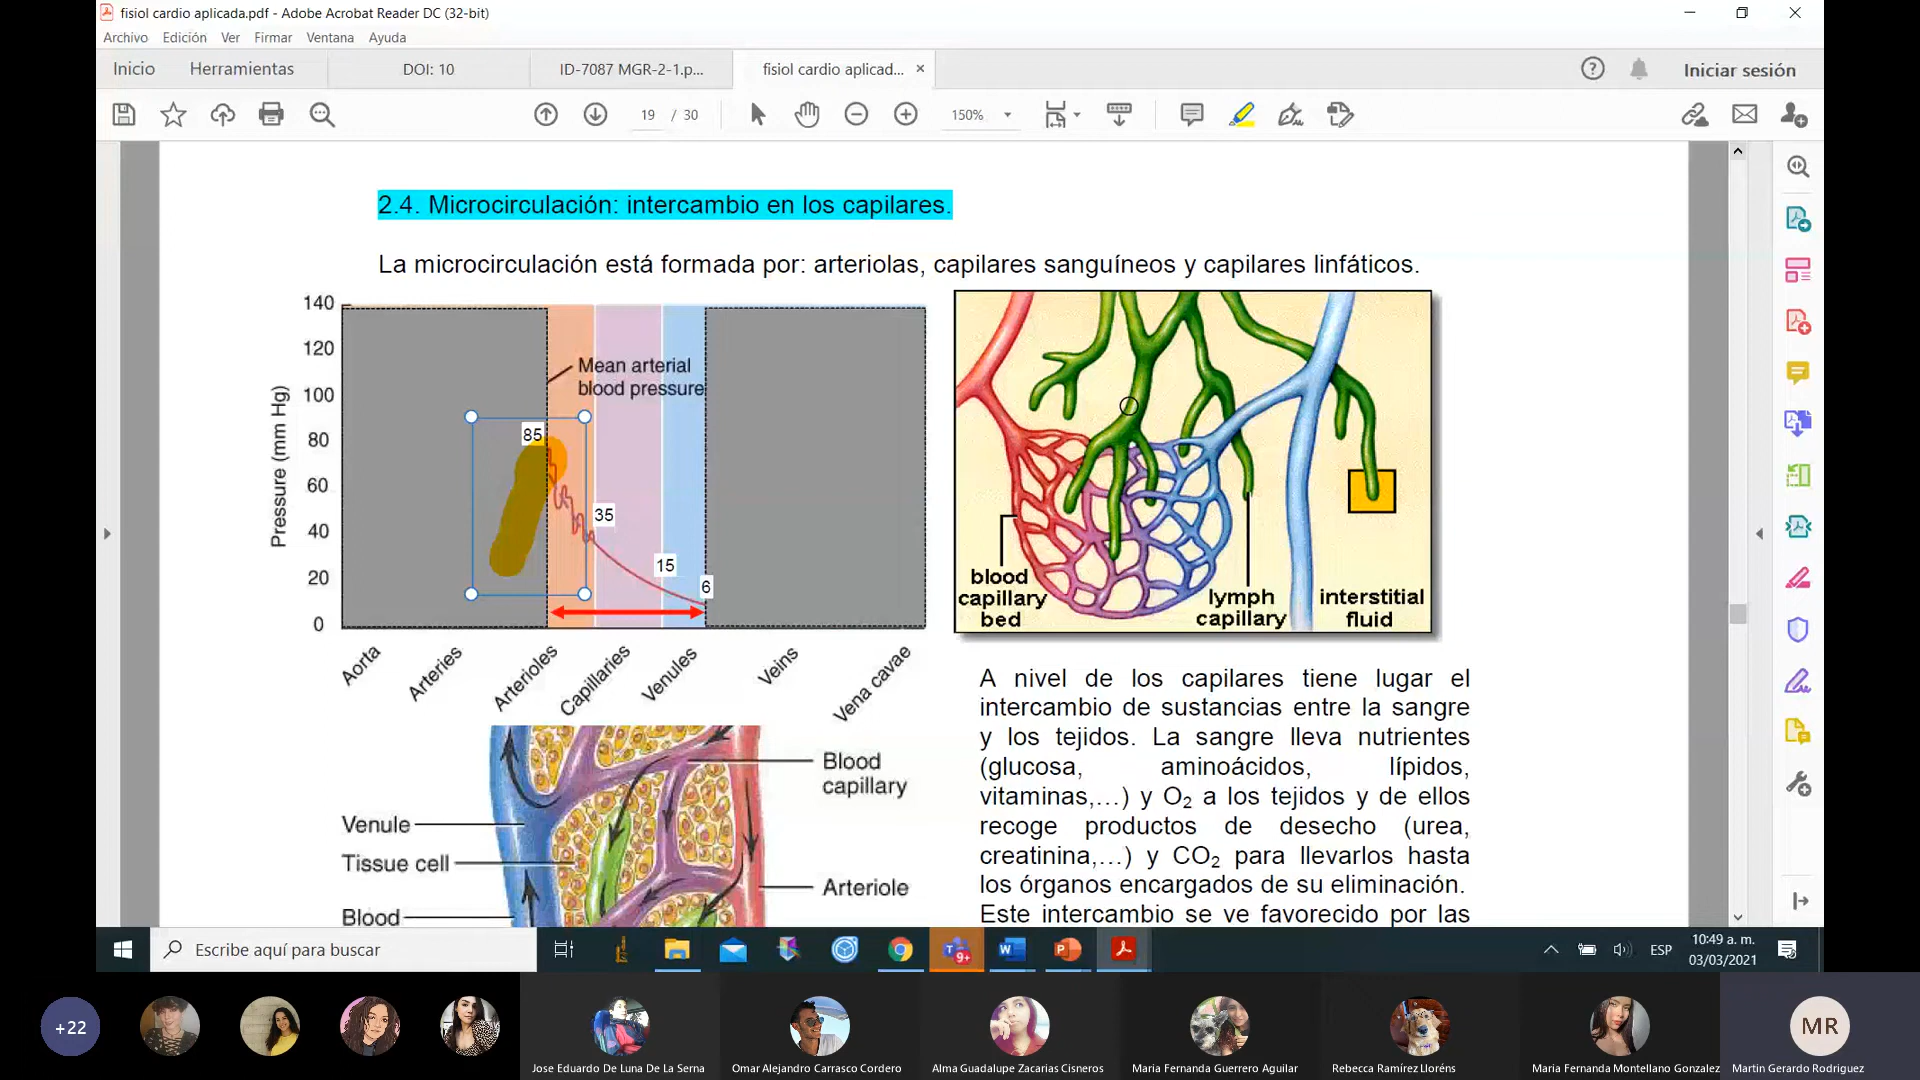 fisiol cardio aplicada.pdf - Adobe Acrobat Reader DC (32-bit)
Archivo Edición Ver Firmar Ventana Ayuda
Inicio Herramientas DOI: 10 ID-7087 MGR-2-1.p... fisiol cardio aplicad... × Iniciar sesión
19 / 30 150%
2.4. Microcirculación: intercambio en los capilares.
La microcirculación está formada por: arteriolas, capilares sanguíneos y capilares linfáticos.
Pressure (mm Hg)
140
120
100
80
60
40
20
0
Mean arterial
blood pressure
85
35
15
6
Aorta
Arteries
Arterioles
Capillaries
Venules
Veins
Vena cavae
blood
capillary
bed
lymph
capillary
interstitial
fluid
Blood
capillary
Venule
Tissue cell
Arteriole
Blood
A nivel de los capilares tiene lugar el
intercambio de sustancias entre la sangre
y los tejidos. La sangre lleva nutrientes
(glucosa, aminoácidos, lípidos,
vitaminas,…) y O₂ a los tejidos y de ellos
recoge productos de desecho (urea,
creatinina,…) y CO₂ para llevarlos hasta
los órganos encargados de su eliminación.
Este intercambio se ve favorecido por las
Escribe aquí para buscar
9+
ESP
10:49 a. m.
03/03/2021
+22
Jose Eduardo De Luna De La Serna
Omar Alejandro Carrasco Cordero
Alma Guadalupe Zacarias Cisneros
Maria Fernanda Guerrero Aguilar
Rebecca Ramírez Lloréns
Maria Fernanda Montellano Gonzalez
MR
Martin Gerardo Rodriguez